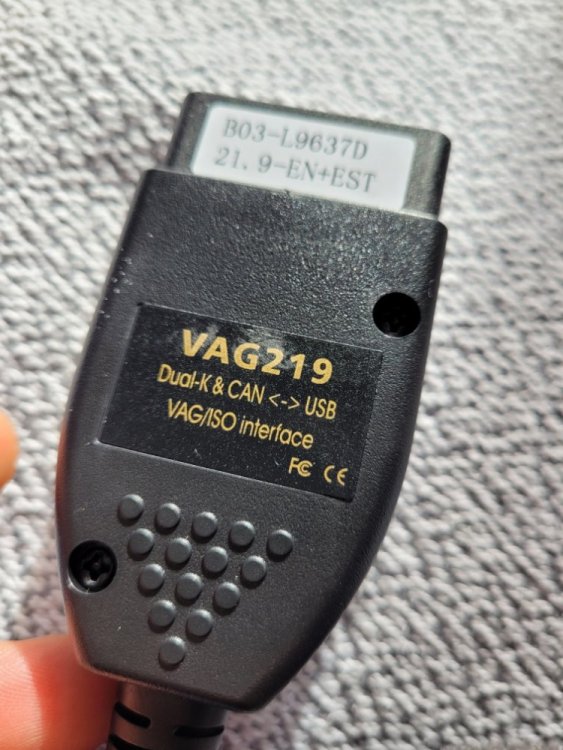 B03-L9637D
21.9-EN+EST
VAG219
Dual-K & CAN <-> USB
VAG/ISO interface
FC CE